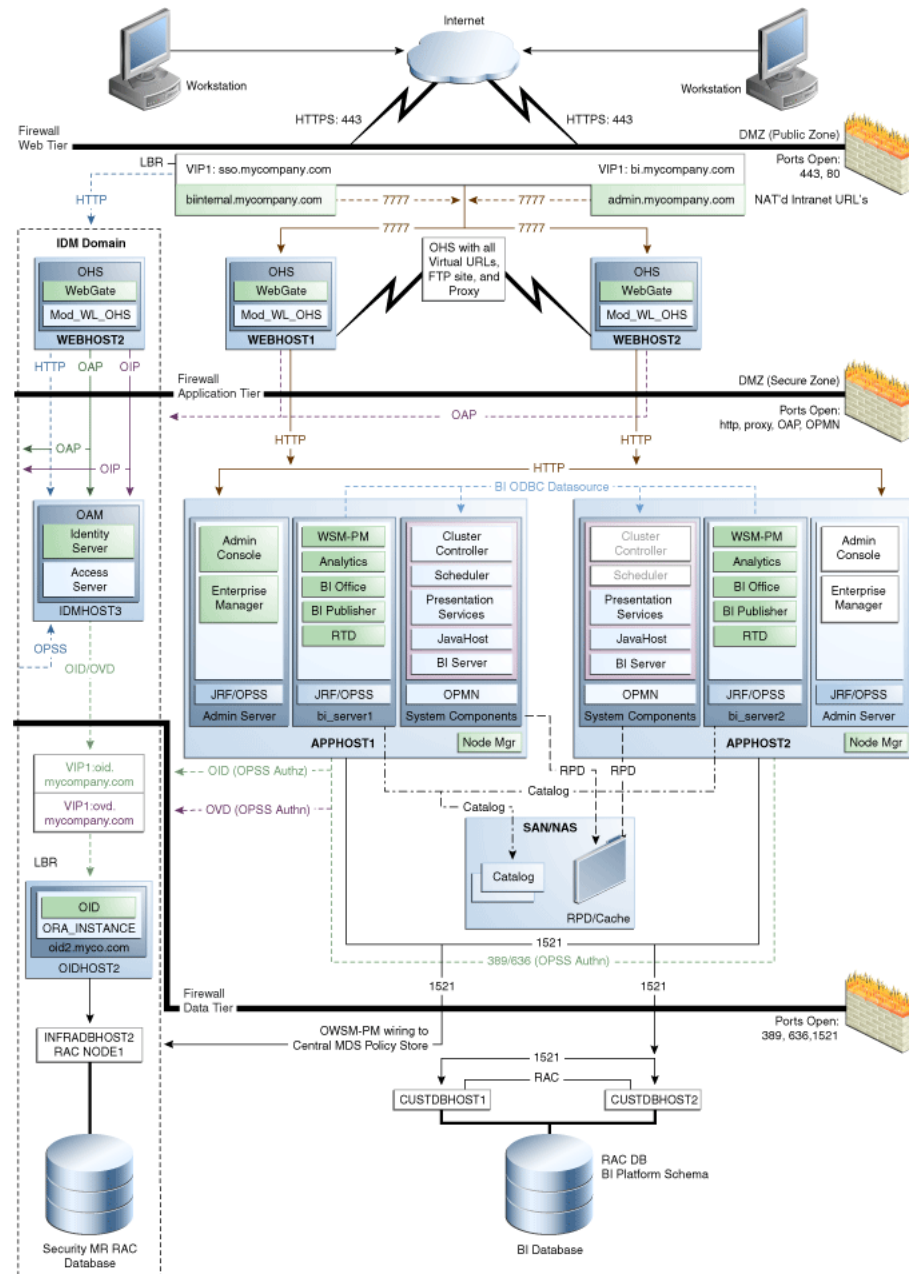 Internet
Workstation
Workstation
HTTPS: 443
HTTPS: 443
Firewall
Web Tier
DMZ (Public Zone)
Ports Open:
443, 80
LBR
VIP1: sso.mycompany.com
VIP1: bi.mycompany.com
biinternal.mycompany.com
7777
7777
admin.mycompany.com
NAT'd Intranet URL's
HTTP
7777
7777
IDM Domain
OHS
WebGate
Mod_WL_OHS
WEBHOST2
OHS
WebGate
Mod_WL_OHS
WEBHOST1
OHS with all
Virtual URLs,
FTP site, and
Proxy
OHS
WebGate
Mod_WL_OHS
WEBHOST2
HTTP
OAP
OIP
Firewall
Application Tier
DMZ (Secure Zone)
Ports Open:
http, proxy, OAP, OPMN
OAP
HTTP
HTTP
OAP
OIP
HTTP
BI ODBC Datasource
OAM
Identity
Server
Access
Server
IDMHOST3
OPSS
OID/OVD
Admin
Console
Enterprise
Manager
JRF/OPSS
Admin Server
WSM-PM
Analytics
BI Office
BI Publisher
RTD
JRF/OPSS
bi_server1
Cluster
Controller
Scheduler
Presentation
Services
JavaHost
BI Server
OPMN
System Components
APPHOST1
Node Mgr
Cluster
Controller
Scheduler
Presentation
Services
JavaHost
BI Server
OPMN
System Components
WSM-PM
Analytics
BI Office
BI Publisher
RTD
JRF/OPSS
bi_server2
Admin
Console
Enterprise
Manager
JRF/OPSS
Admin Server
APPHOST2
Node Mgr
VIP1:oid.
mycompany.com
VIP1:ovd.
mycompany.com
OID (OPSS Authz)
OVD (OPSS Authn)
RPD
RPD
Catalog
Catalog
SAN/NAS
Catalog
RPD/Cache
LBR
OID
ORA_INSTANCE
oid2.myco.com
OIDHOST2
1521
389/636 (OPSS Authn)
1521
1521
Firewall
Data Tier
Ports Open:
389, 636,1521
INFRADBHOST2
RAC NODE1
OWSM-PM wiring to
Central MDS Policy Store
1521
RAC
CUSTDBHOST1
CUSTDBHOST2
RAC DB
BI Platform Schema
Security MR RAC
Database
BI Database